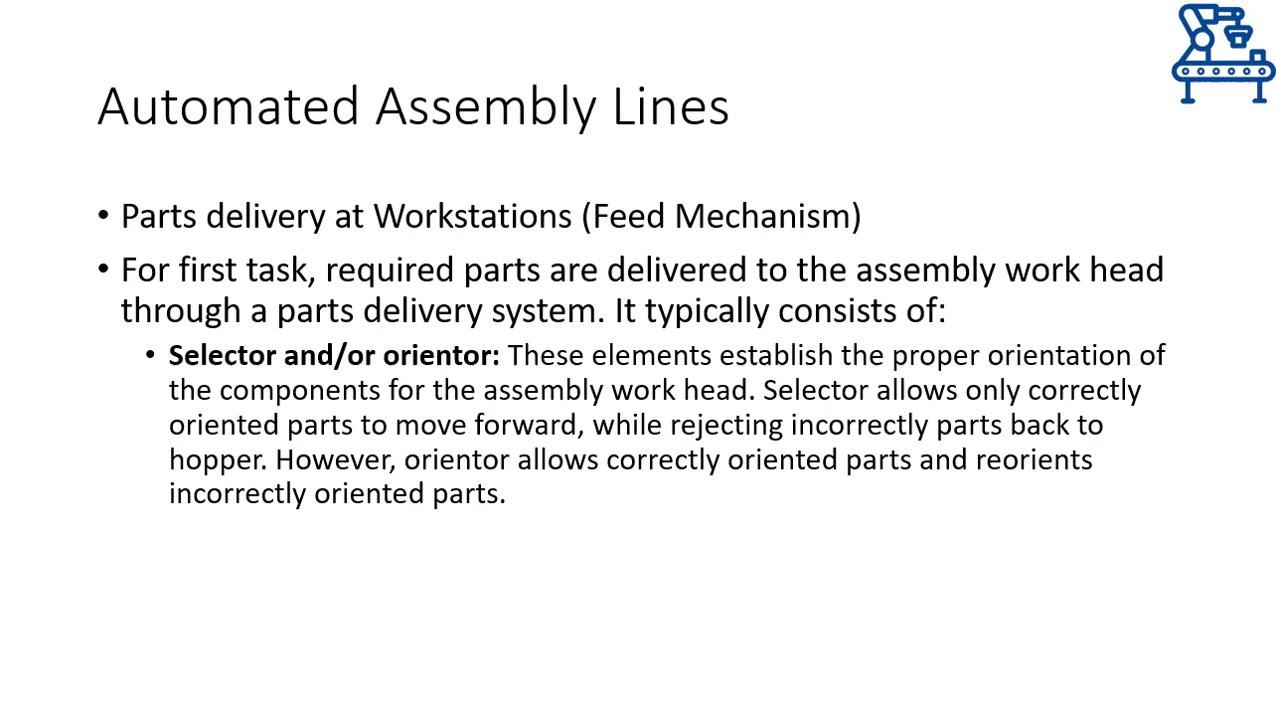 Automated Assembly Lines
• Parts delivery at Workstations (Feed Mechanism)
• For first task, required parts are delivered to the assembly work head
through a parts delivery system. It typically consists of:
• Selector and/or orientor: These elements establish the proper orientation of
the components for the assembly work head. Selector allows only correctly
oriented parts to move forward, while rejecting incorrectly parts back to
hopper. However, orientor allows correctly oriented parts and reorients
incorrectly oriented parts.